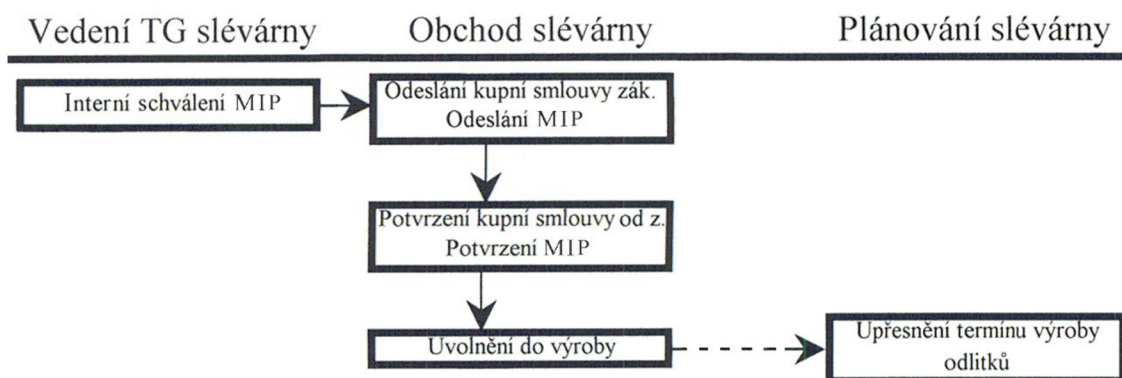 Vedení TG slévárny
Obchod slévárny
Plánování slévárny
Interní schválení MIP
Odeslání kupní smlouvy zák.
Odeslání MIP
Potvrzení kupní smlouvy od z.
Potvrzení MIP
Uvolnění do výroby
Upřesnění termínu výroby
odlitků